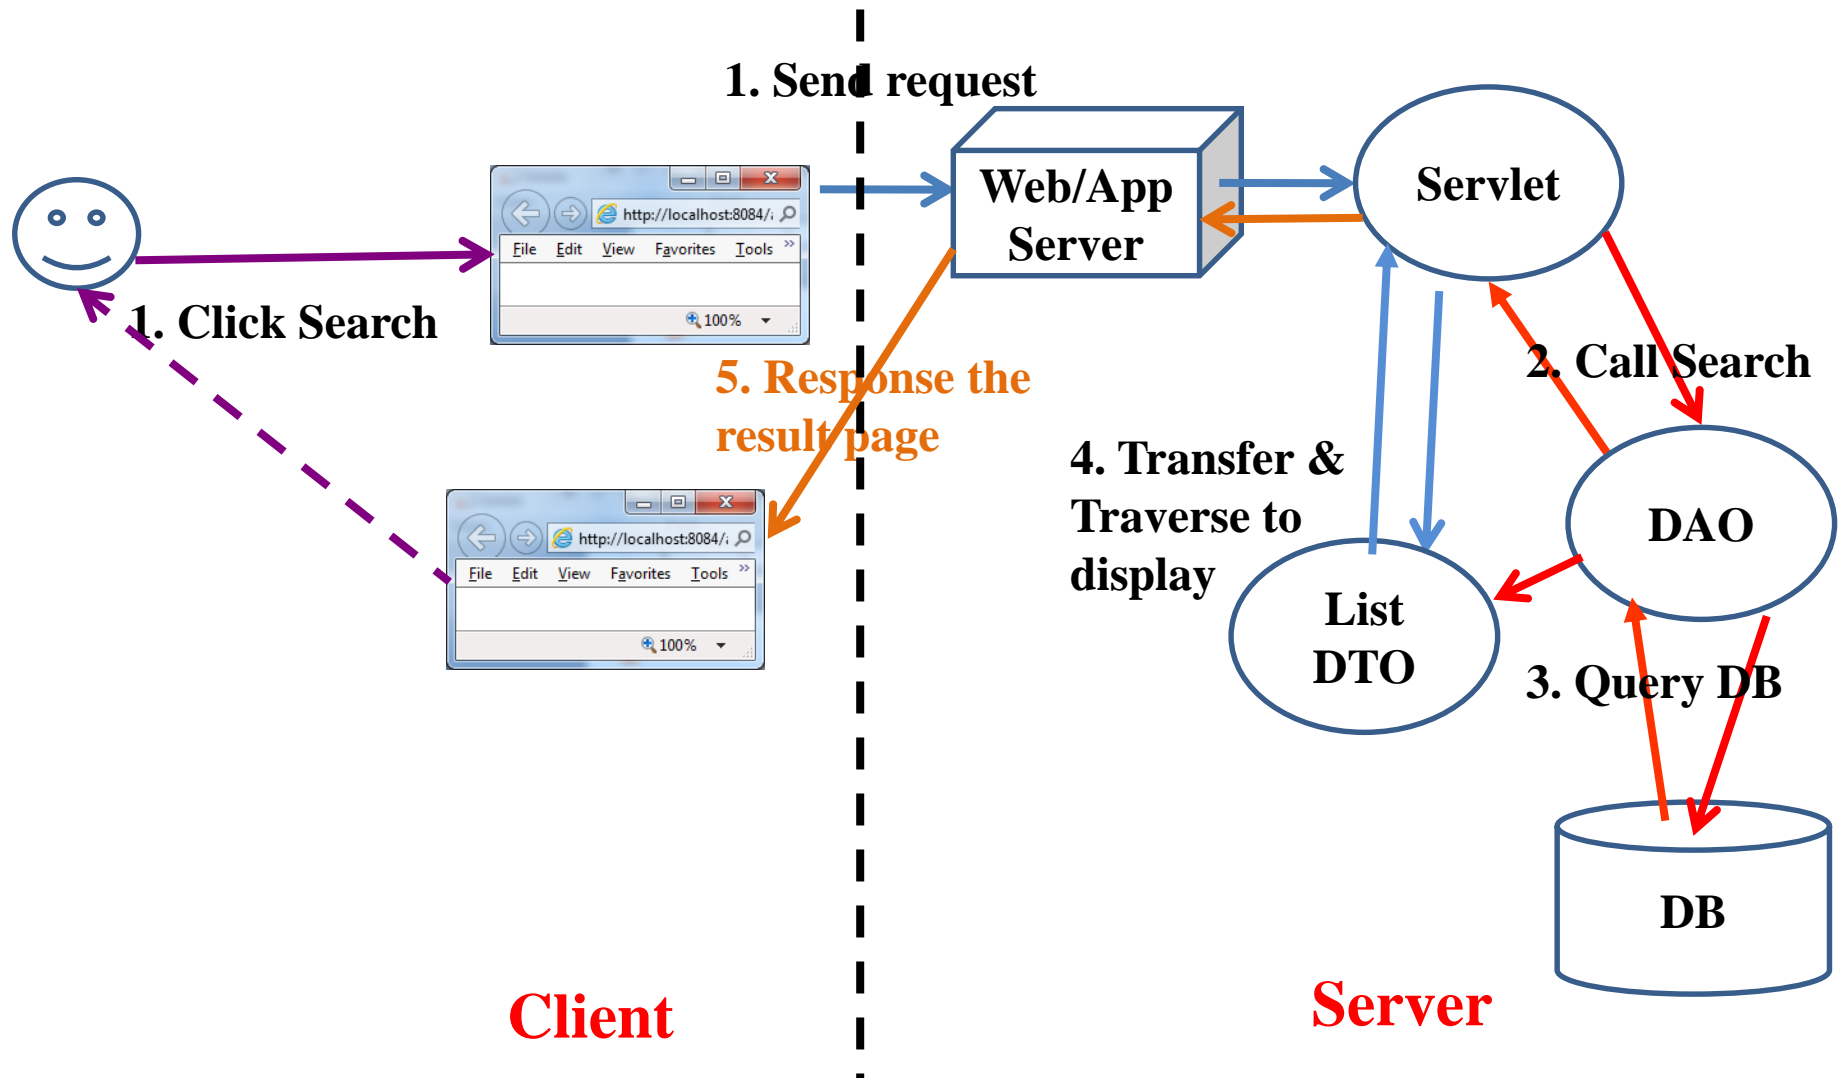 1. Send request
Web/App
Server
Servlet
http://localhost:8084/
File Edit View Favorites Tools »
100%
1. Click Search
2. Call Search
5. Response the
result page
4. Transfer &
Traverse to
display
DAO
http://localhost:8084/
File Edit View Favorites Tools »
100%
List
DTO
3. Query DB
DB
Client
Server